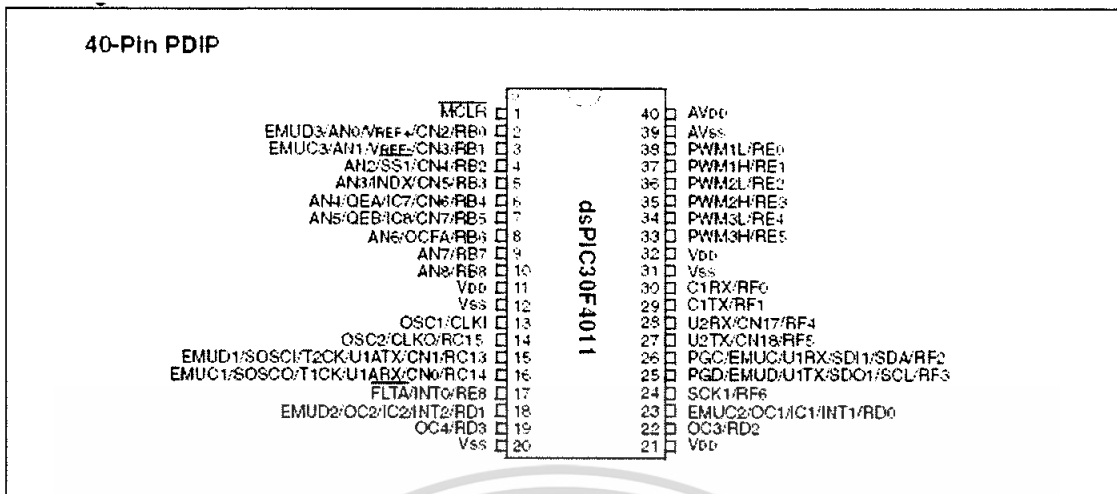 40-Pin PDIP
MCLR 1
EMUD3/AN0/VREF+/CN2/RB0 2
EMUC3/AN1/VREF-/CN3/RB1 3
AN2/SS1/CN4/RB2 4
AN3/INDX/CN5/RB3 5
AN4/QEA/IC7/CN6/RB4 6
AN5/QEB/IC8/CN7/RB5 7
AN6/OCFA/RB6 8
AN7/RB7 9
AN8/RB8 10
VDD 11
VSS 12
OSC1/CLKI 13
OSC2/CLKO/RC15 14
EMUD1/SOSCI/T2CK/U1ATX/CN1/RC13 15
EMUC1/SOSCO/T1CK/U1ARX/CN0/RC14 16
FLTA/INT0/RE8 17
EMUD2/OC2/IC2/INT2/RD1 18
OC4/RD3 19
VSS 20
dsPIC30F4011
40 AVDD
39 AVSS
38 PWM1L/RE0
37 PWM1H/RE1
36 PWM2L/RE2
35 PWM2H/RE3
34 PWM3L/RE4
33 PWM3H/RE5
32 VDD
31 VSS
30 C1RX/RF0
29 C1TX/RF1
28 U2RX/CN17/RF4
27 U2TX/CN18/RF5
26 PGC/EMUC/U1RX/SDI1/SDA/RF2
25 PGD/EMUD/U1TX/SDO1/SCL/RF3
24 SCK1/RF6
23 EMUC2/OC1/IC1/INT1/RD0
22 OC3/RD2
21 VDD